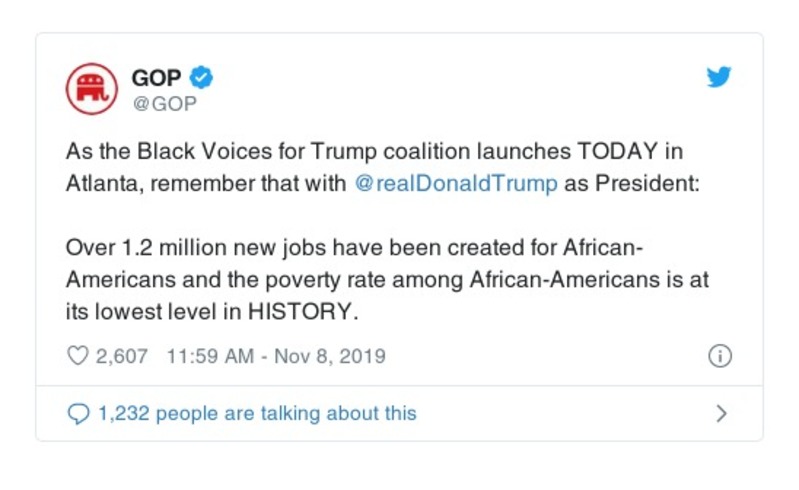 GOP
@GOP
As the Black Voices for Trump coalition launches TODAY in
Atlanta, remember that with @realDonaldTrump as President:
Over 1.2 million new jobs have been created for African-
Americans and the poverty rate among African-Americans is at
its lowest level in HISTORY.
2,607 11:59 AM - Nov 8, 2019
1,232 people are talking about this